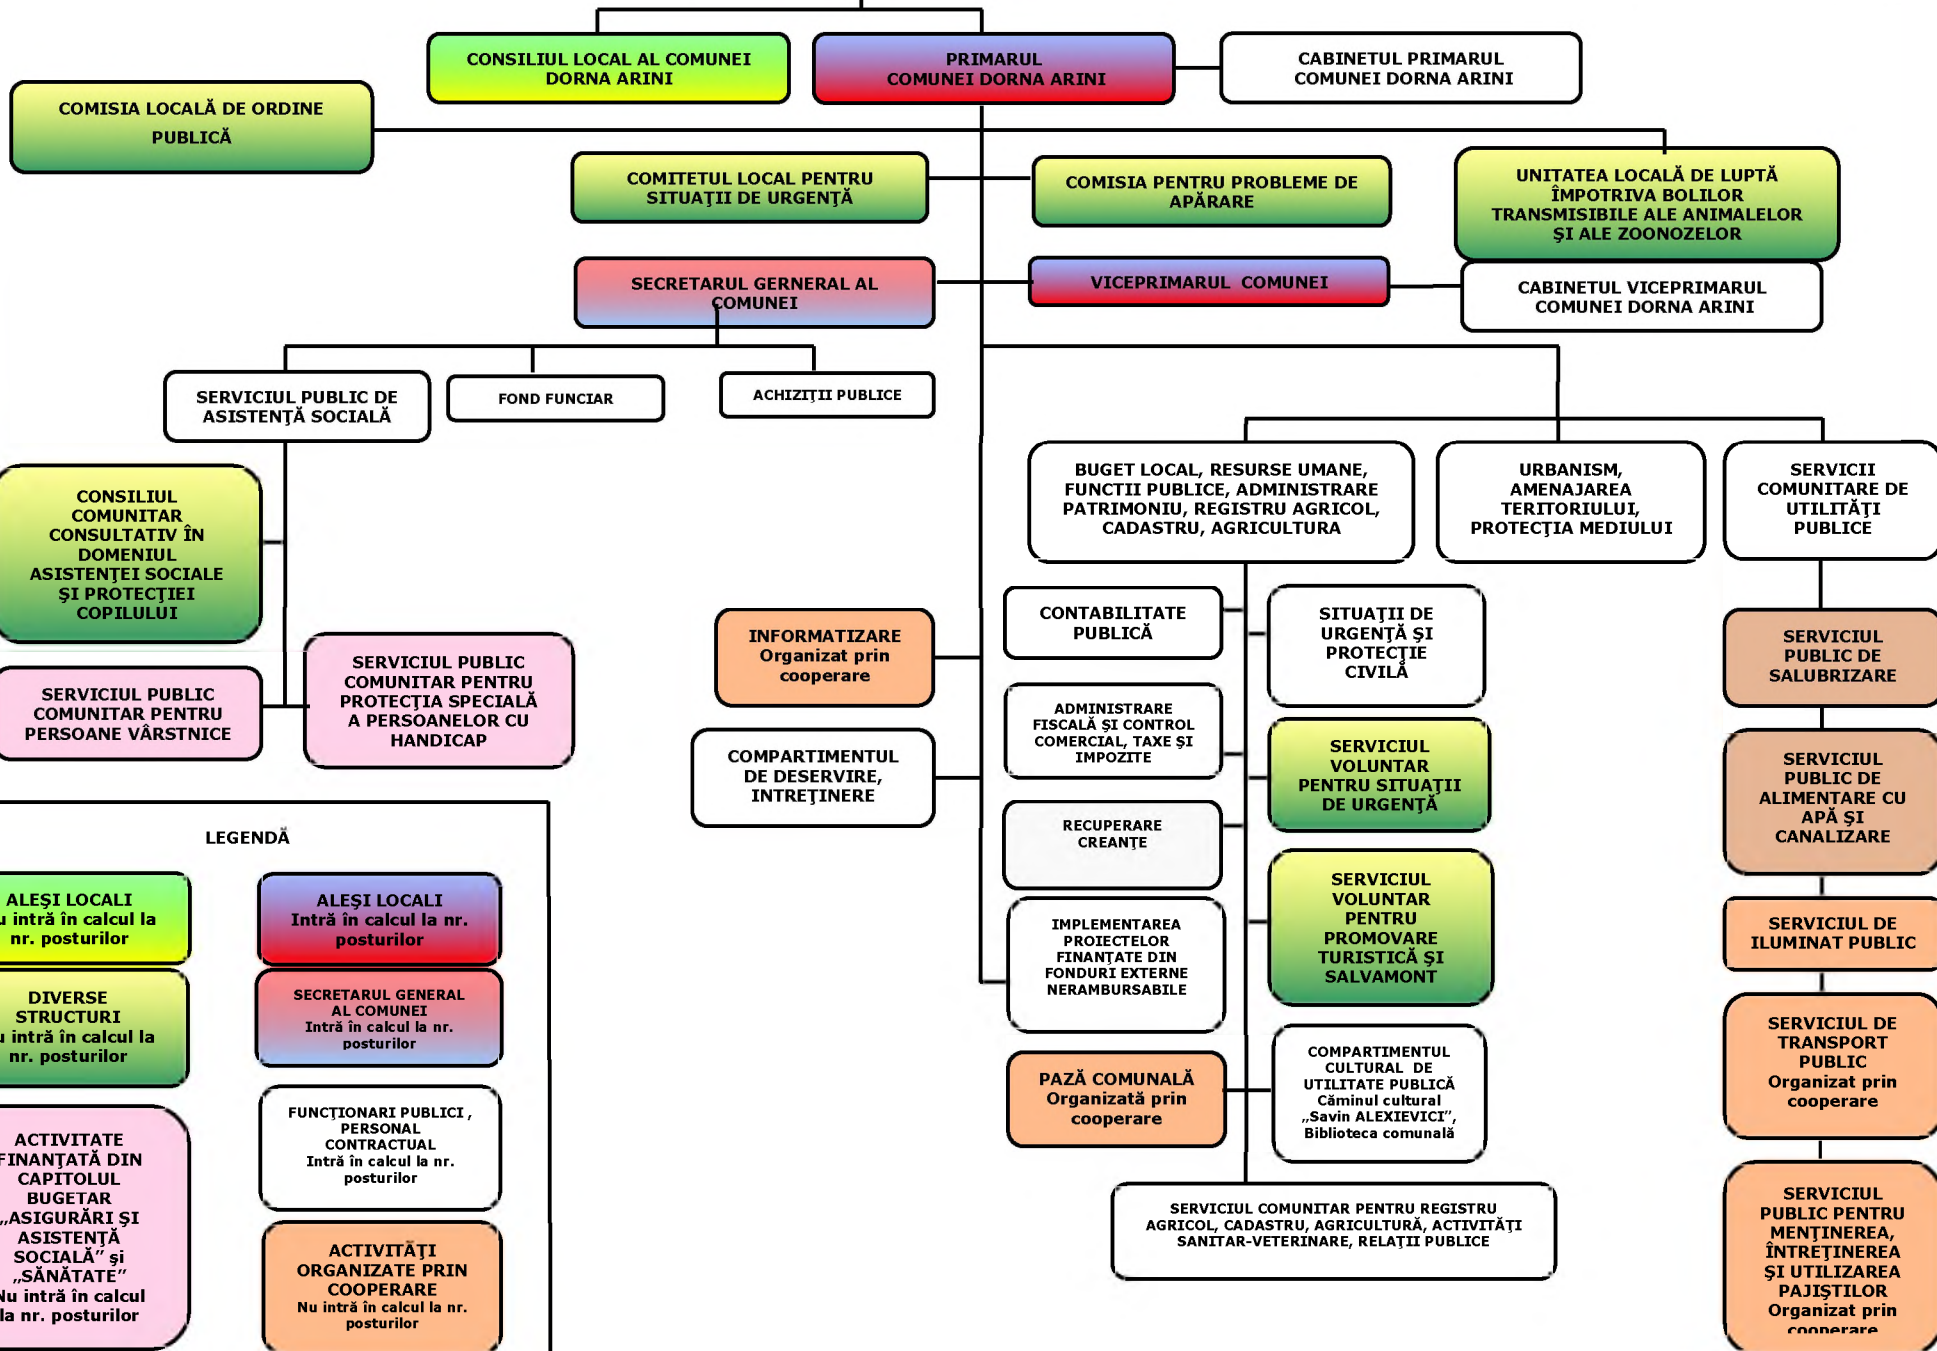 CONSILIUL LOCAL AL COMUNEI
DORNA ARINI
PRIMARUL
COMUNEI DORNA ARINI
CABINETUL PRIMARUL
COMUNEI DORNA ARINI
COMISIA LOCALĂ DE ORDINE
PUBLICĂ
COMITETUL LOCAL PENTRU
SITUAŢII DE URGENŢĂ
COMISIA PENTRU PROBLEME DE
APĂRARE
UNITATEA LOCALĂ DE LUPTĂ
ÎMPOTRIVA BOLILOR
TRANSMISIBILE ALE ANIMALELOR
ŞI ALE ZOONOZELOR
SECRETARUL GERNERAL AL
COMUNEI
VICEPRIMARUL COMUNEI
CABINETUL VICEPRIMARUL
COMUNEI DORNA ARINI
SERVICIUL PUBLIC DE
ASISTENŢĂ SOCIALĂ
FOND FUNCIAR
ACHIZIŢII PUBLICE
CONSILIUL
COMUNITAR
CONSULTATIV ÎN
DOMENIUL
ASISTENŢEI SOCIALE
ŞI PROTECŢIEI
COPILULUI
SERVICIUL PUBLIC
COMUNITAR PENTRU
PERSOANE VÂRSTNICE
SERVICIUL PUBLIC
COMUNITAR PENTRU
PROTECŢIA SPECIALĂ
A PERSOANELOR CU
HANDICAP
BUGET LOCAL, RESURSE UMANE,
FUNCTII PUBLICE, ADMINISTRARE
PATRIMONIU, REGISTRU AGRICOL,
CADASTRU, AGRICULTURA
URBANISM,
AMENAJAREA
TERITORIULUI,
PROTECŢIA MEDIULUI
SERVICII
COMUNITARE DE
UTILITĂŢI
PUBLICE
INFORMATIZARE
Organizat prin
cooperare
COMPARTIMENTUL
DE DESERVIRE,
INTREŢINERE
CONTABILITATE
PUBLICĂ
ADMINISTRARE
FISCALĂ ŞI CONTROL
COMERCIAL, TAXE ŞI
IMPOZITE
RECUPERARE
CREANŢE
IMPLEMENTAREA
PROIECTELOR
FINANŢATE DIN
FONDURI EXTERNE
NERAMBURSABILE
PAZĂ COMUNALĂ
Organizată prin
cooperare
SITUAŢII DE
URGENŢĂ ŞI
PROTECŢIE
CIVILĂ
SERVICIUL
VOLUNTAR
PENTRU SITUAŢII
DE URGENŢĂ
SERVICIUL
VOLUNTAR
PENTRU
PROMOVARE
TURISTICĂ ŞI
SALVAMONT
COMPARTIMENTUL
CULTURAL DE
UTILITATE PUBLICĂ
Căminul cultural
„Savin ALEXIEVICI”,
Biblioteca comunală
SERVICIUL COMUNITAR PENTRU REGISTRU
AGRICOL, CADASTRU, AGRICULTURĂ, ACTIVITĂŢI
SANITAR-VETERINARE, RELAŢII PUBLICE
SERVICIUL
PUBLIC DE
SALUBRIZARE
SERVICIUL
PUBLIC DE
ALIMENTARE CU
APĂ ŞI
CANALIZARE
SERVICIUL DE
ILUMINAT PUBLIC
SERVICIUL DE
TRANSPORT
PUBLIC
Organizat prin
cooperare
SERVICIUL
PUBLIC PENTRU
MENŢINEREA,
ÎNTREŢINEREA
ŞI UTILIZAREA
PAJIŞTILOR
Organizat prin
cooperare
LEGENDĂ
ALEŞI LOCALI
u intră în calcul la
nr. posturilor
ALEŞI LOCALI
Intră în calcul la nr.
posturilor
DIVERSE
STRUCTURI
u intră în calcul la
nr. posturilor
SECRETARUL GENERAL
AL COMUNEI
Intră în calcul la nr.
posturilor
ACTIVITATE
FINANŢATĂ DIN
CAPITOLUL
BUGETAR
„ASIGURĂRI ŞI
ASISTENŢĂ
SOCIALĂ” şi
„SĂNĂTATE”
Nu intră în calcul
la nr. posturilor
FUNCŢIONARI PUBLICI ,
PERSONAL
CONTRACTUAL
Intră în calcul la nr.
posturilor
ACTIVITĂŢI
ORGANIZATE PRIN
COOPERARE
Nu intră în calcul la nr.
posturilor